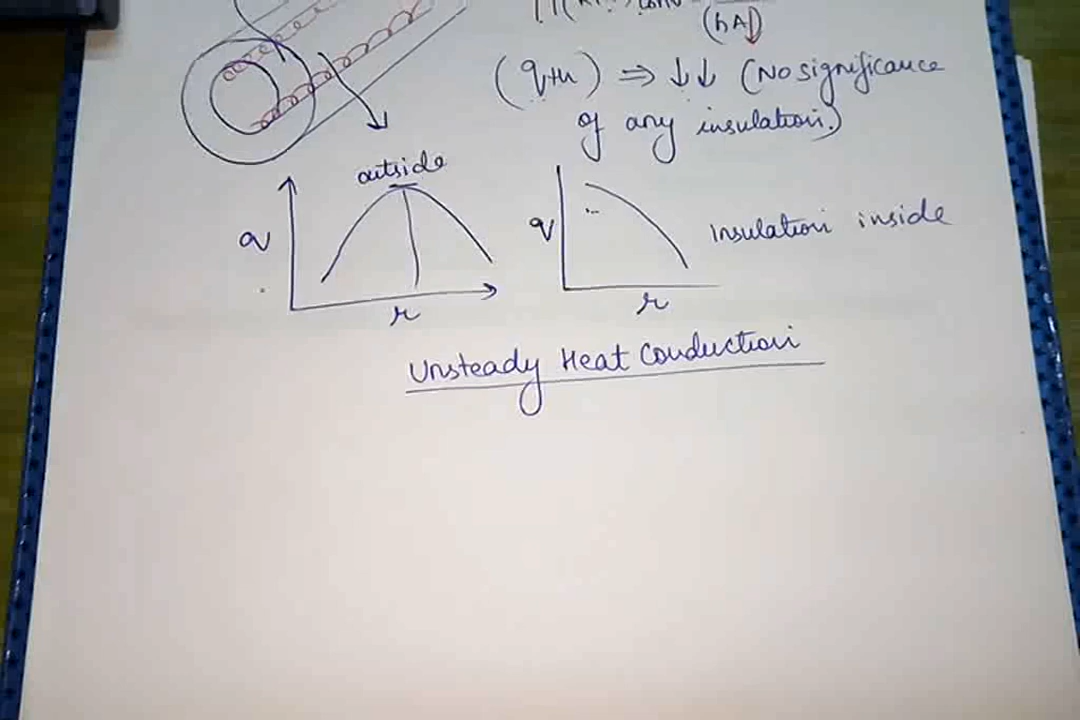 (hA)
(q_th) ⇒ ↓↓ (No significance
of any insulation.)
outside
q
r
q
r
insulation inside
Unsteady Heat Conduction